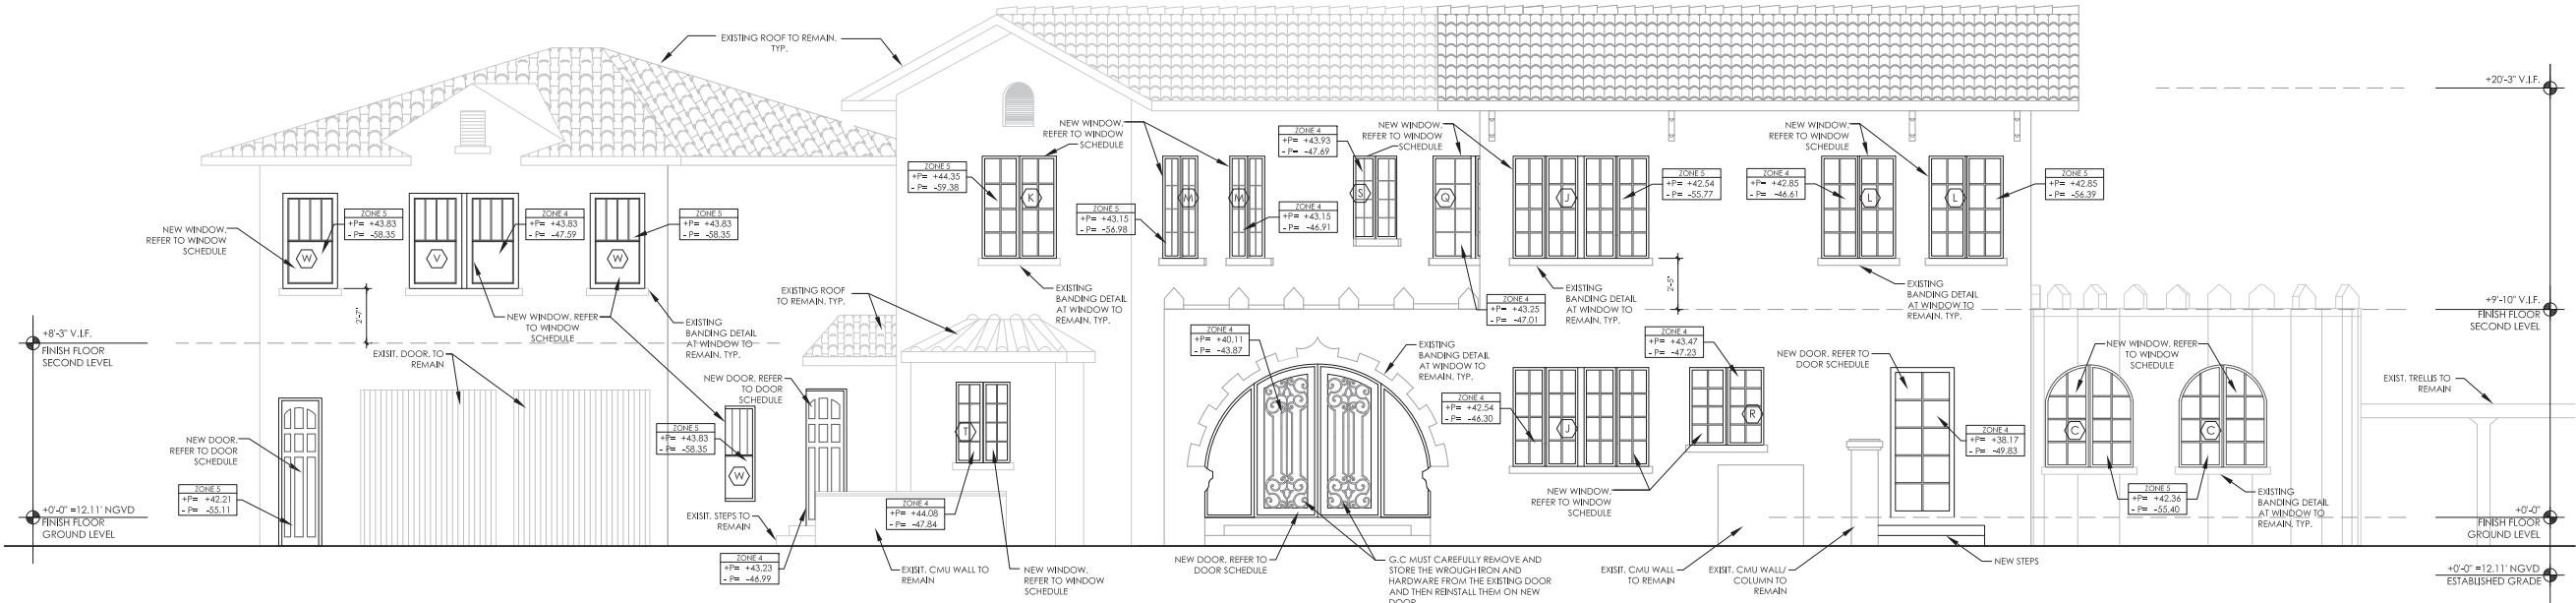 EXISTING ROOF TO REMAIN.
TYP.
+20'-3" V.I.F.
NEW WINDOW.
REFER TO WINDOW
SCHEDULE
ZONE 4
+P= +43.93
- P= -47.69
NEW WINDOW.
REFER TO WINDOW
SCHEDULE
NEW WINDOW.
REFER TO WINDOW
SCHEDULE
ZONE 5
+P= +44.35
- P= -59.38
K
M
M
S
Q
J
ZONE 5
+P= +42.54
- P= -55.77
ZONE 4
+P= +42.85
- P= -46.61
L
L
ZONE 5
+P= +42.85
- P= -56.39
ZONE 5
+P= +43.15
- P= -56.98
ZONE 4
+P= +43.15
- P= -46.91
NEW WINDOW.
REFER TO WINDOW
SCHEDULE
W
ZONE 5
+P= +43.83
- P= -58.35
V
ZONE 4
+P= +43.83
- P= -47.59
W
ZONE 5
+P= +43.83
- P= -58.35
2'-7"
NEW WINDOW. REFER
TO WINDOW
SCHEDULE
EXISTING
BANDING DETAIL
AT WINDOW TO
REMAIN. TYP.
EXISTING ROOF
TO REMAIN. TYP.
EXISTING
BANDING DETAIL
AT WINDOW TO
REMAIN. TYP.
ZONE 4
+P= +43.25
- P= -47.01
EXISTING
BANDING DETAIL
AT WINDOW TO
REMAIN. TYP.
2'-5"
EXISTING
BANDING DETAIL
AT WINDOW TO
REMAIN. TYP.
+9'-10" V.I.F.
FINISH FLOOR
SECOND LEVEL
+8'-3" V.I.F.
FINISH FLOOR
SECOND LEVEL
EXISIT. DOOR. TO
REMAIN
NEW DOOR. REFER
TO DOOR
SCHEDULE
ZONE 4
+P= +40.11
- P= -43.87
EXISTING
BANDING DETAIL
AT WINDOW TO
REMAIN. TYP.
ZONE 4
+P= +43.47
- P= -47.23
NEW DOOR. REFER TO
DOOR SCHEDULE
NEW WINDOW. REFER
TO WINDOW
SCHEDULE
EXIST. TRELLIS TO
REMAIN
ZONE 4
+P= +42.54
- P= -46.30
J
R
C
C
NEW DOOR.
REFER TO DOOR
SCHEDULE
ZONE 5
+P= +43.83
- P= -58.35
W
T
ZONE 4
+P= +38.17
- P= -49.83
ZONE 5
+P= +42.21
- P= -55.11
ZONE 4
+P= +44.08
- P= -47.84
NEW WINDOW.
REFER TO WINDOW
SCHEDULE
ZONE 5
+P= +42.36
- P= -55.40
EXISTING
BANDING DETAIL
AT WINDOW TO
REMAIN. TYP.
+0'-0" =12.11' NGVD
FINISH FLOOR
GROUND LEVEL
EXISIT. STEPS TO
REMAIN
+0'-0"
FINISH FLOOR
GROUND LEVEL
ZONE 4
+P= +43.23
- P= -46.99
EXISIT. CMU WALL TO
REMAIN
NEW WINDOW.
REFER TO WINDOW
SCHEDULE
NEW DOOR. REFER TO
DOOR SCHEDULE
G.C MUST CAREFULLY REMOVE AND
STORE THE WROUGH IRON AND
HARDWARE FROM THE EXISTING DOOR
AND THEN REINSTALL THEM ON NEW
DOOR
EXISIT. CMU WALL
TO REMAIN
EXISIT. CMU WALL/
COLUMN TO
REMAIN
NEW STEPS
+0'-0" =12.11' NGVD
ESTABLISHED GRADE